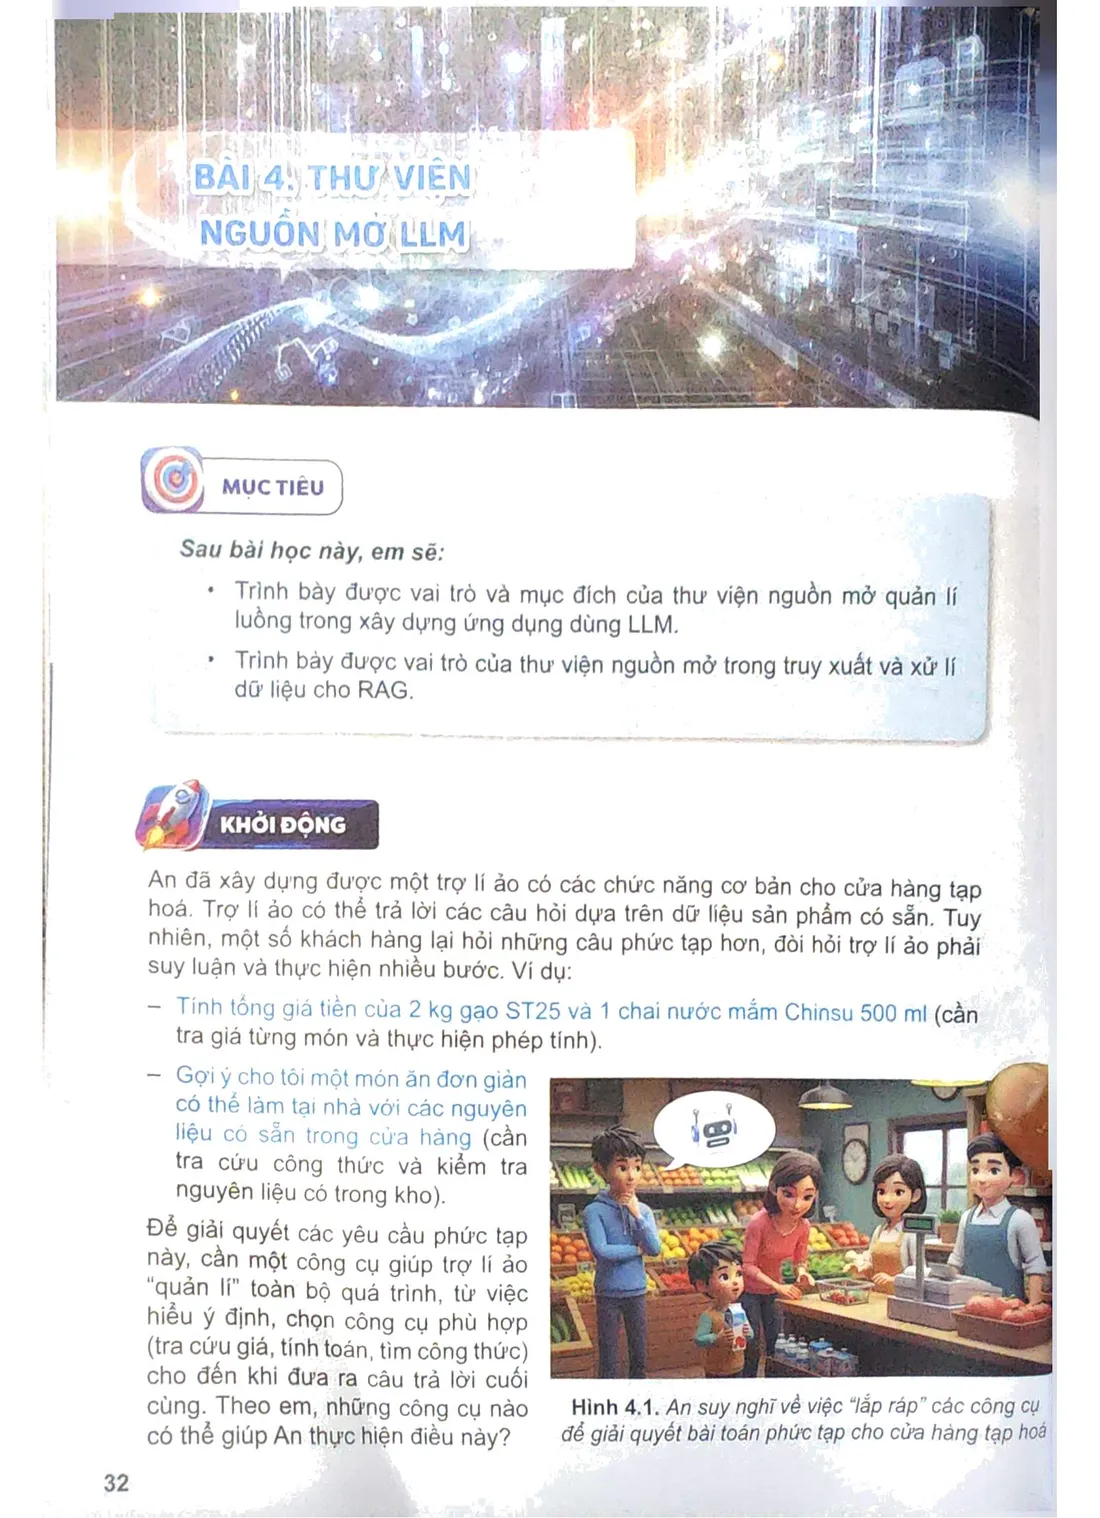 BÀI 4. THƯ VIỆN
NGUỒN MỞ LLM
MỤC TIÊU
Sau bài học này, em sẽ:
• Trình bày được vai trò và mục đích của thư viện nguồn mở quản lí
luồng trong xây dựng ứng dụng dùng LLM.
• Trình bày được vai trò của thư viện nguồn mở trong truy xuất và xử lí
dữ liệu cho RAG.
KHỞI ĐỘNG
An đã xây dựng được một trợ lí ảo có các chức năng cơ bản cho cửa hàng tạp
hoá. Trợ lí ảo có thể trả lời các câu hỏi dựa trên dữ liệu sản phẩm có sẵn. Tuy
nhiên, một số khách hàng lại hỏi những câu phức tạp hơn, đòi hỏi trợ lí ảo phải
suy luận và thực hiện nhiều bước. Ví dụ:
– Tính tổng giá tiền của 2 kg gạo ST25 và 1 chai nước mắm Chinsu 500 ml (cần
tra giá từng món và thực hiện phép tính).
– Gợi ý cho tôi một món ăn đơn giản
có thể làm tại nhà với các nguyên
liệu có sẵn trong cửa hàng (cần
tra cứu công thức và kiểm tra
nguyên liệu có trong kho).
Để giải quyết các yêu cầu phức tạp
này, cần một công cụ giúp trợ lí ảo
"quản lí" toàn bộ quá trình, từ việc
hiểu ý định, chọn công cụ phù hợp
(tra cứu giá, tính toán, tìm công thức)
cho đến khi đưa ra câu trả lời cuối
cùng. Theo em, những công cụ nào
có thể giúp An thực hiện điều này?
Hình 4.1. An suy nghĩ về việc "lắp ráp" các công cụ
để giải quyết bài toán phức tạp cho cửa hàng tạp hoá
32